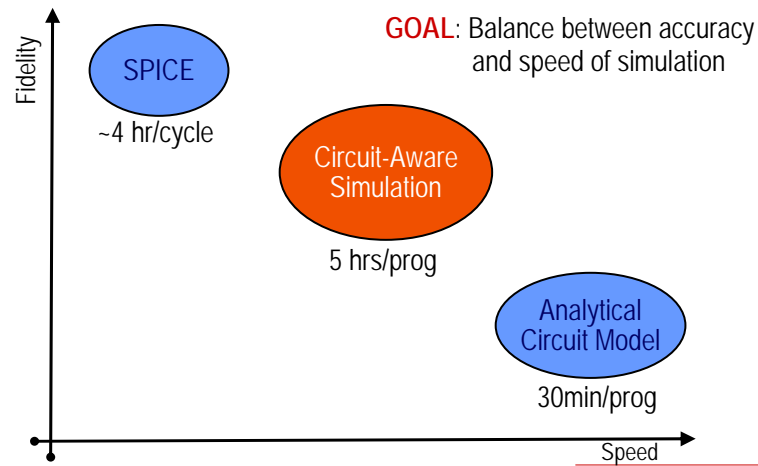 GOAL: Balance between accuracy
and speed of simulation
Fidelity
SPICE
~4 hr/cycle
Circuit-Aware
Simulation
5 hrs/prog
Analytical
Circuit Model
30min/prog
Speed